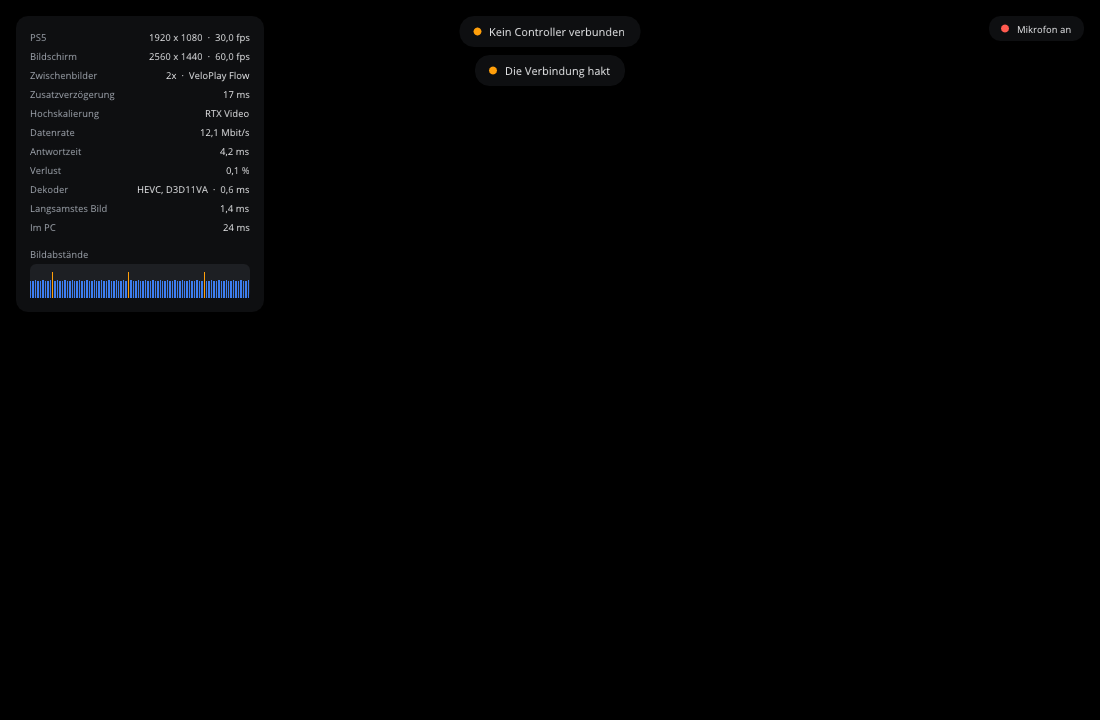 PS5 1920 x 1080 · 30,0 fps
Bildschirm 2560 x 1440 · 60,0 fps
Zwischenbilder 2x · VeloPlay Flow
Zusatzverzögerung 17 ms
Hochskalierung RTX Video
Datenrate 12,1 Mbit/s
Antwortzeit 4,2 ms
Verlust 0,1 %
Dekoder HEVC, D3D11VA · 0,6 ms
Langsamstes Bild 1,4 ms
Im PC 24 ms
Bildabstände
Kein Controller verbunden
Die Verbindung hakt
Mikrofon an